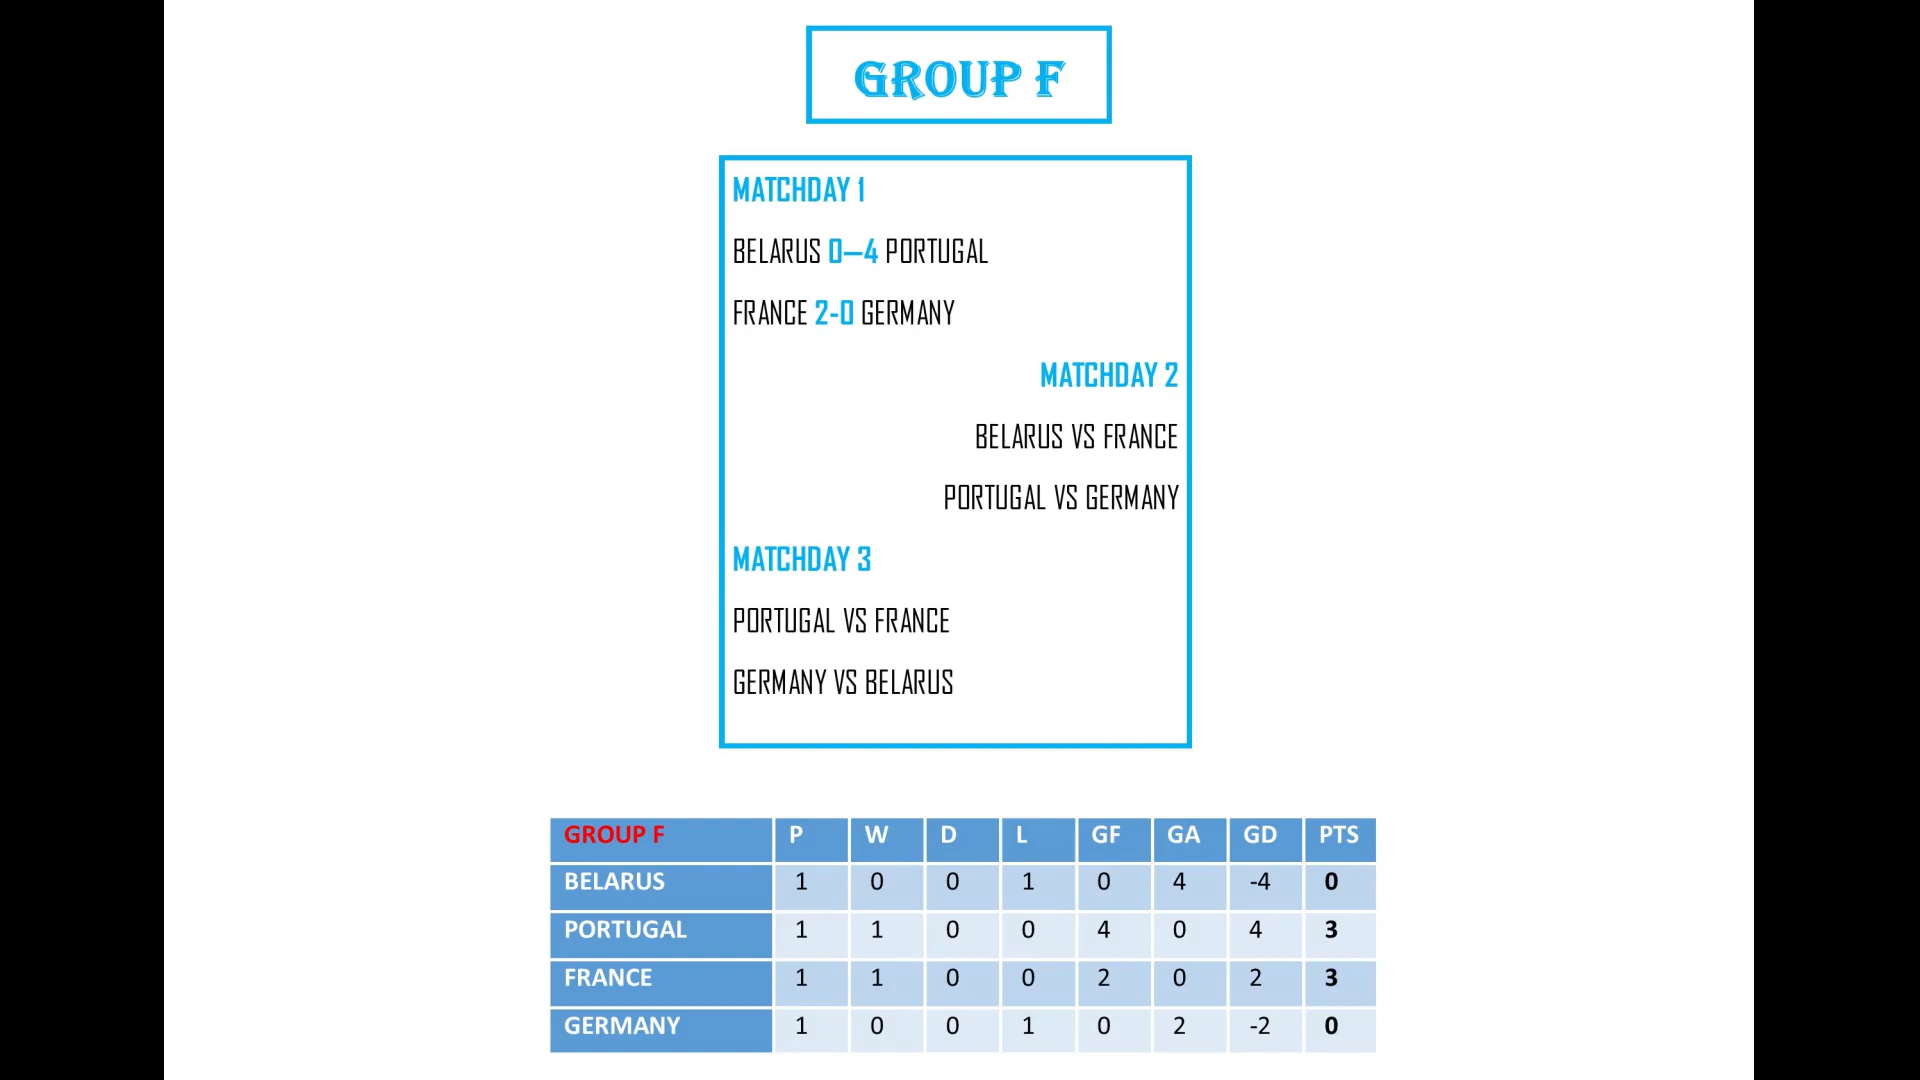 GROUP F
MATCHDAY 1
BELARUS 0—4 PORTUGAL
FRANCE 2-0 GERMANY
MATCHDAY 2
BELARUS VS FRANCE
PORTUGAL VS GERMANY
MATCHDAY 3
PORTUGAL VS FRANCE
GERMANY VS BELARUS
GROUP F P W D L GF GA GD PTS
BELARUS 1 0 0 1 0 4 -4 0
PORTUGAL 1 1 0 0 4 0 4 3
FRANCE 1 1 0 0 2 0 2 3
GERMANY 1 0 0 1 0 2 -2 0